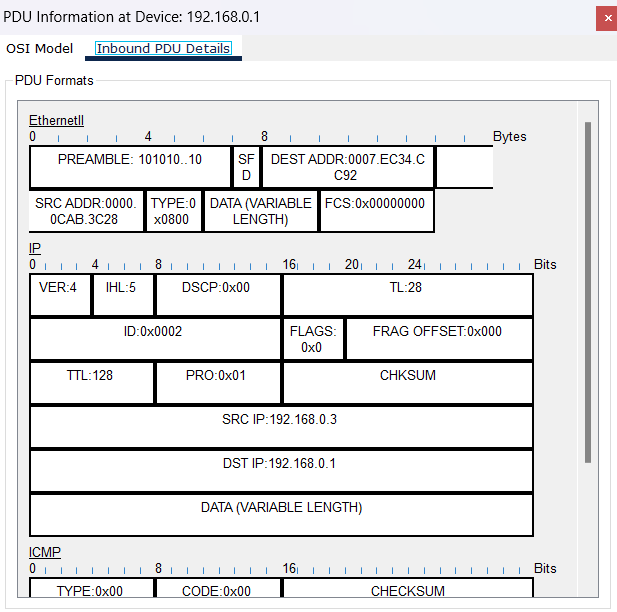 PDU Information at Device: 192.168.0.1
OSI Model Inbound PDU Details
PDU Formats
EthernetII
0 4 8 Bytes
PREAMBLE: 101010..10 SF DEST ADDR:0007.EC34.C
D C92
SRC ADDR:0000. TYPE:0 DATA (VARIABLE FCS:0x00000000
0CAB.3C28 x0800 LENGTH)
IP
0 4 8 16 20 24 Bits
VER:4 IHL:5 DSCP:0x00 TL:28
ID:0x0002 FLAGS: FRAG OFFSET:0x000
0x0
TTL:128 PRO:0x01 CHKSUM
SRC IP:192.168.0.3
DST IP:192.168.0.1
DATA (VARIABLE LENGTH)
ICMP
0 8 16 Bits
TYPE:0x00 CODE:0x00 CHECKSUM